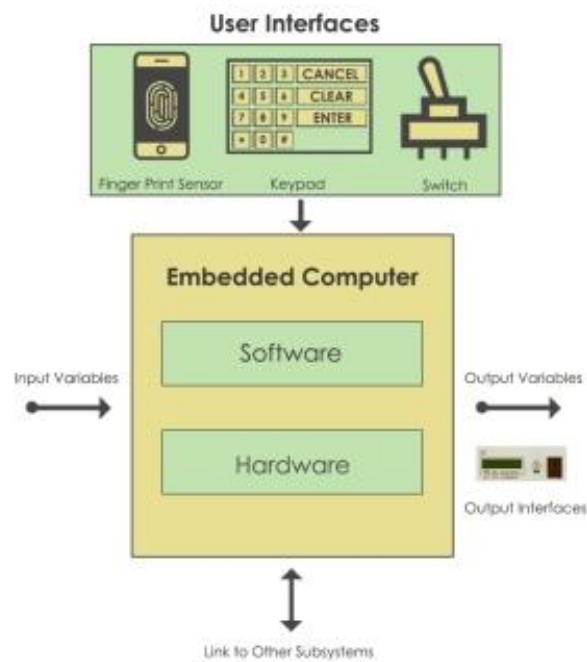 User Interfaces
1 2 3 CANCEL
4 5 6 CLEAR
7 8 9 ENTER
* 0 #
Finger Print Sensor Keypad Switch
Embedded Computer
Software
Input Variables Output Variables
Hardware
Output Interfaces
Link to Other Subsystems